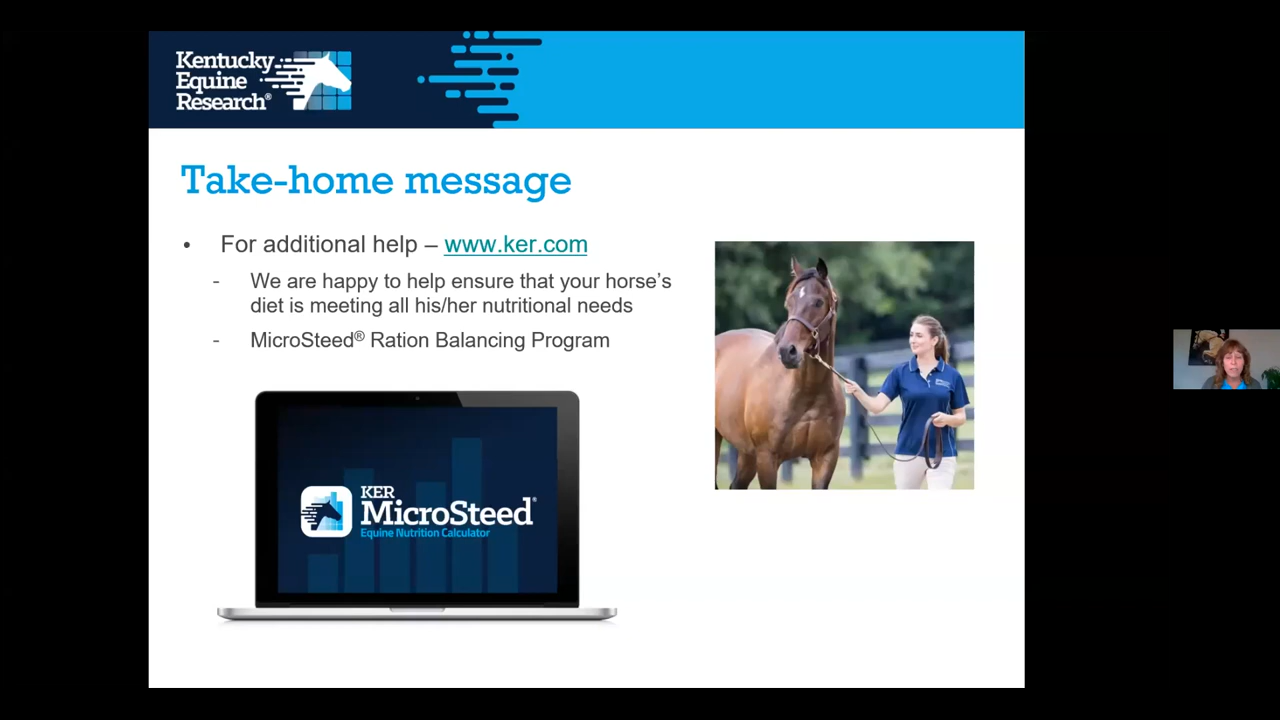 Kentucky
Equine
Research®
Take-home message
• For additional help – www.ker.com
- We are happy to help ensure that your horse's
diet is meeting all his/her nutritional needs
- MicroSteed® Ration Balancing Program
KER
MicroSteed®
Equine Nutrition Calculator